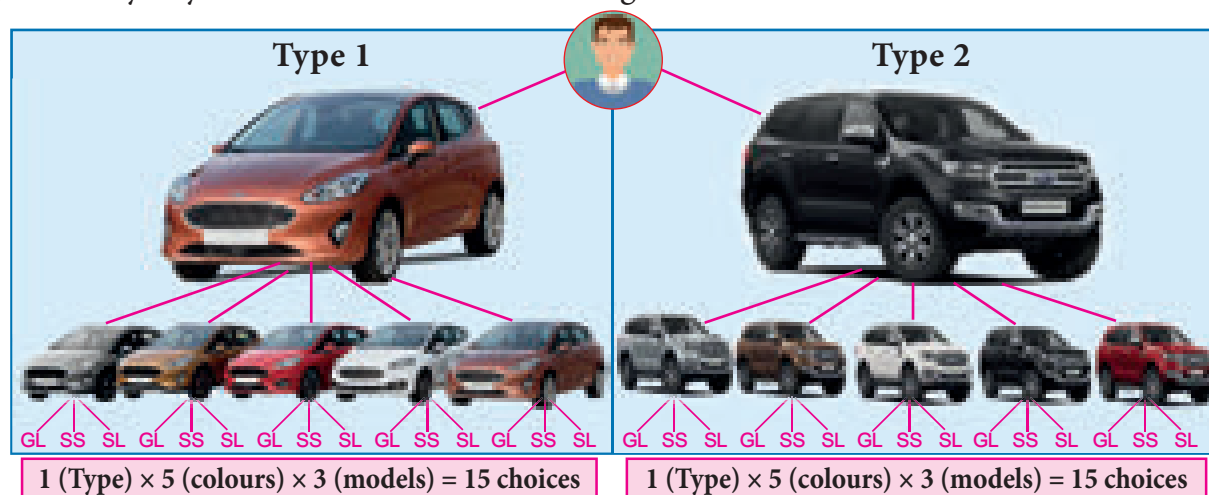 Type 1 Type 2
GL SS SL GL SS SL GL SS SL GL SS SL GL SS SL GL SS SL GL SS SL GL SS SL GL SS SL GL SS SL
1 (Type) × 5 (colours) × 3 (models) = 15 choices 1 (Type) × 5 (colours) × 3 (models) = 15 choices